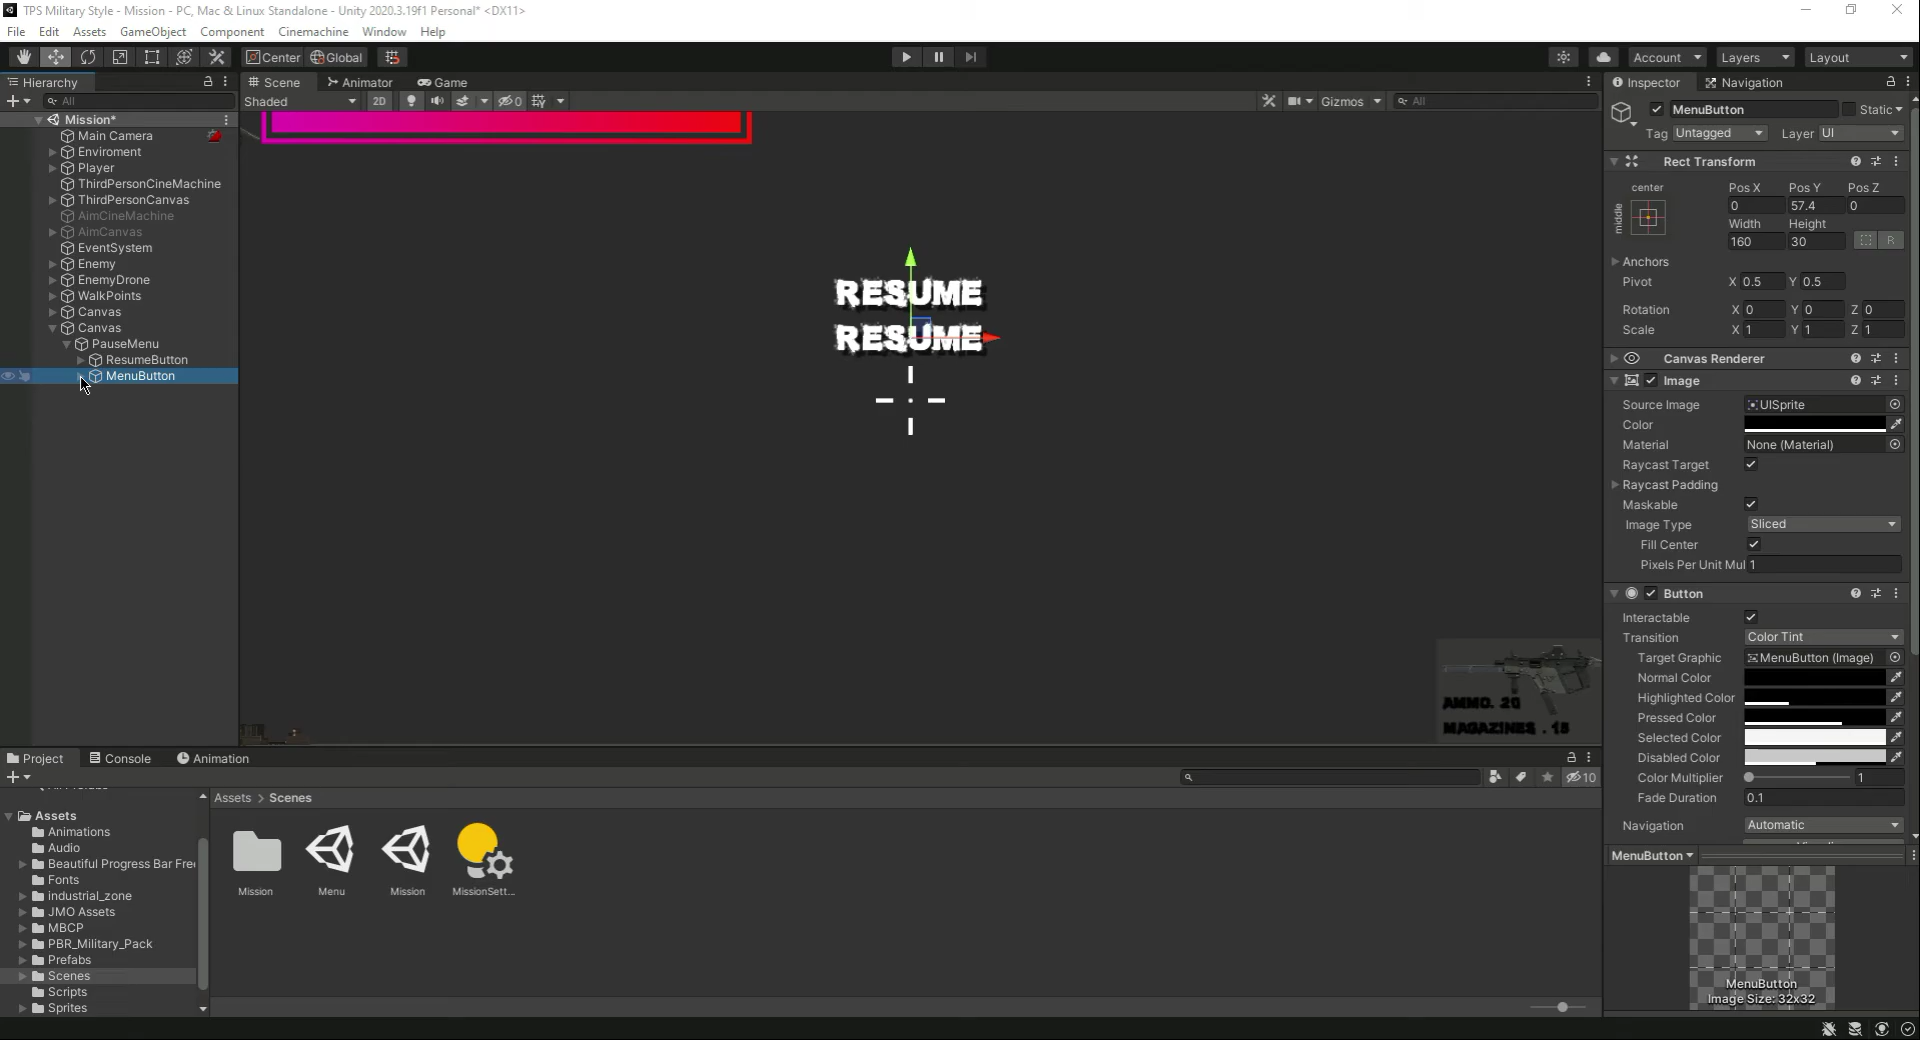 TPS Military Style - Mission - PC, Mac & Linux Standalone - Unity 2020.3.19f1 Personal* <DX11>
File Edit Assets GameObject Component Cinemachine Window Help
Center Global Account Layers Layout
Hierarchy
All
Mission*
Main Camera
Enviroment
Player
ThirdPersonCineMachine
ThirdPersonCanvas
AimCineMachine
AimCanvas
EventSystem
Enemy
EnemyDrone
WalkPoints
Canvas
Canvas
PauseMenu
ResumeButton
MenuButton
Scene Animator Game
Shaded 2D 0 Gizmos All
RESUME
RESUME
AMMO. 20
MAGAZINES . 15
Inspector Navigation
MenuButton Static
Tag Untagged Layer UI
Rect Transform
center Pos X Pos Y Pos Z
middle 0 57.4 0
Width Height
160 30 R
Anchors
Pivot X 0.5 Y 0.5
Rotation X 0 Y 0 Z 0
Scale X 1 Y 1 Z 1
Canvas Renderer
Image
Source Image UISprite
Color
Material None (Material)
Raycast Target
Raycast Padding
Maskable
Image Type Sliced
Fill Center
Pixels Per Unit Mul 1
Button
Interactable
Transition Color Tint
Target Graphic MenuButton (Image)
Normal Color
Highlighted Color
Pressed Color
Selected Color
Disabled Color
Color Multiplier 1
Fade Duration 0.1
Navigation Automatic
MenuButton
MenuButton
Image Size: 32x32
Project Console Animation
10
Assets
Animations
Audio
Beautiful Progress Bar Free
Fonts
industrial_zone
JMO Assets
MBCP
PBR_Military_Pack
Prefabs
Scenes
Scripts
Sprites
Assets > Scenes
Mission Menu Mission MissionSett...